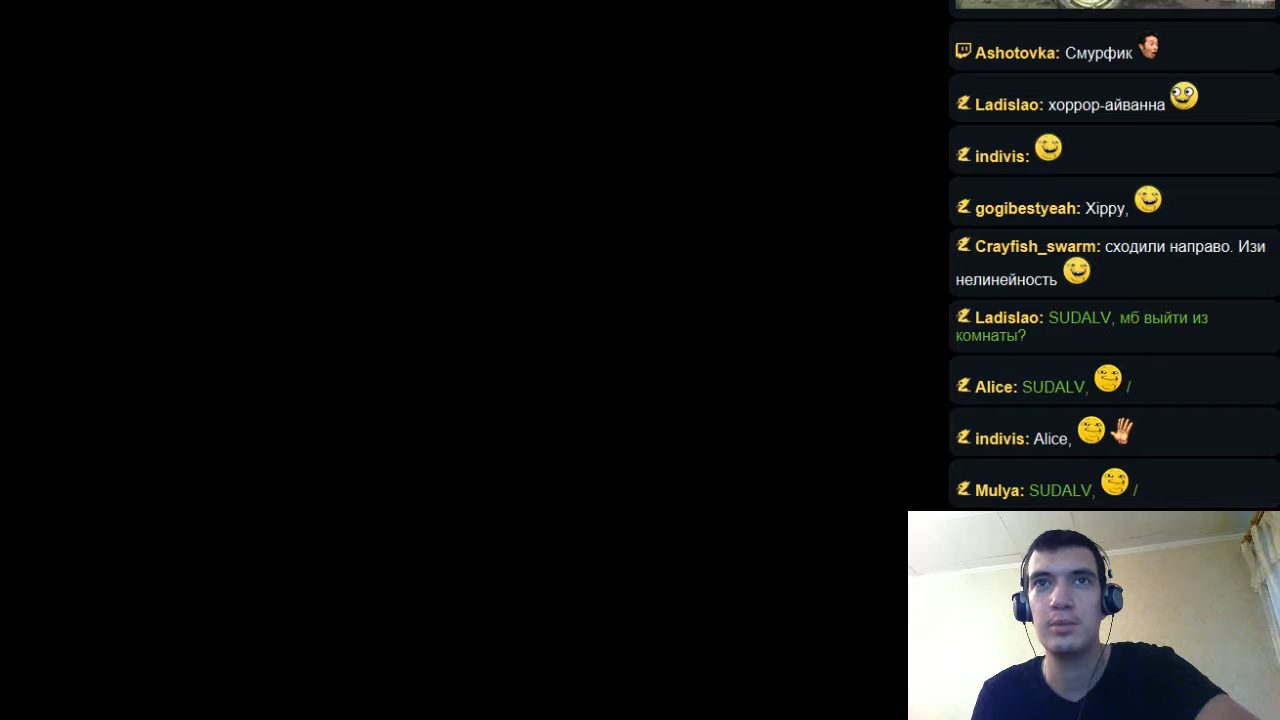 Ashotovka: Смурфик
Ladislao: хоррор-айванна
indivis:
gogibestyeah: Xippy,
Crayfish_swarm: сходили направо. Изи
нелинейность
Ladislao: SUDALV, мб выйти из
комнаты?
Alice: SUDALV, /
indivis: Alice,
Mulya: SUDALV, /